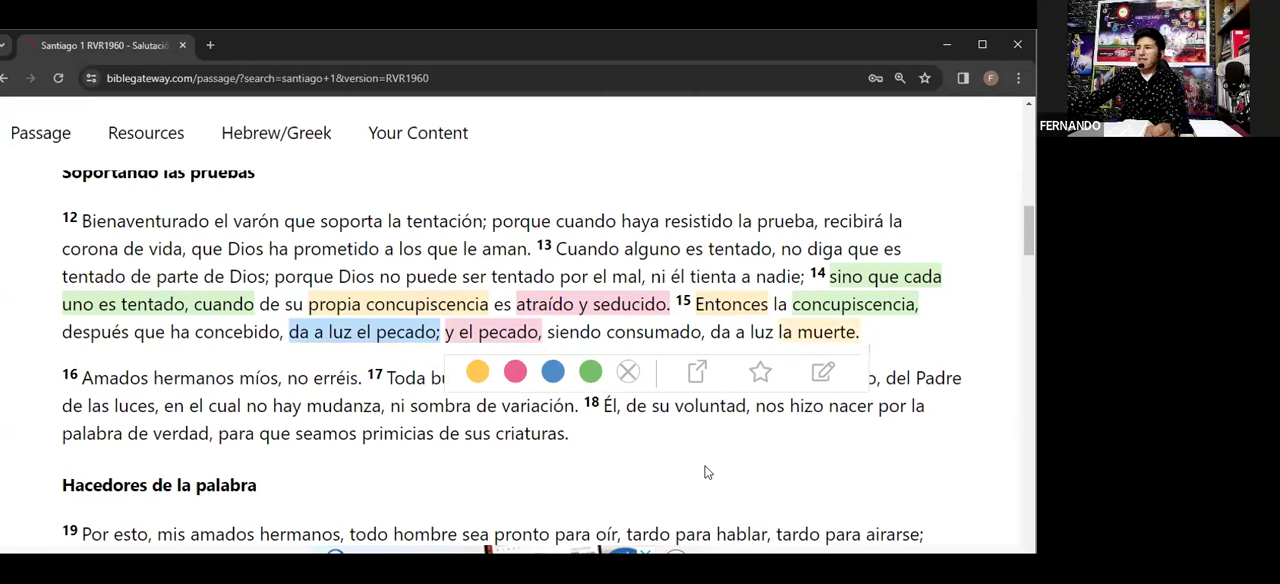 Santiago 1 RVR1960 - Salutació
biblegateway.com/passage/?search=santiago+1&version=RVR1960
F
FERNANDO
Passage Resources Hebrew/Greek Your Content
Soportando las pruebas
12 Bienaventurado el varón que soporta la tentación; porque cuando haya resistido la prueba, recibirá la
corona de vida, que Dios ha prometido a los que le aman. 13 Cuando alguno es tentado, no diga que es
tentado de parte de Dios; porque Dios no puede ser tentado por el mal, ni él tienta a nadie; 14 sino que cada
uno es tentado, cuando de su propia concupiscencia es atraído y seducido. 15 Entonces la concupiscencia,
después que ha concebido, da a luz el pecado; y el pecado, siendo consumado, da a luz la muerte.
16 Amados hermanos míos, no erréis. 17 Toda bu o, del Padre
de las luces, en el cual no hay mudanza, ni sombra de variación. 18 Él, de su voluntad, nos hizo nacer por la
palabra de verdad, para que seamos primicias de sus criaturas.
Hacedores de la palabra
19 Por esto, mis amados hermanos, todo hombre sea pronto para oír, tardo para hablar, tardo para airarse;